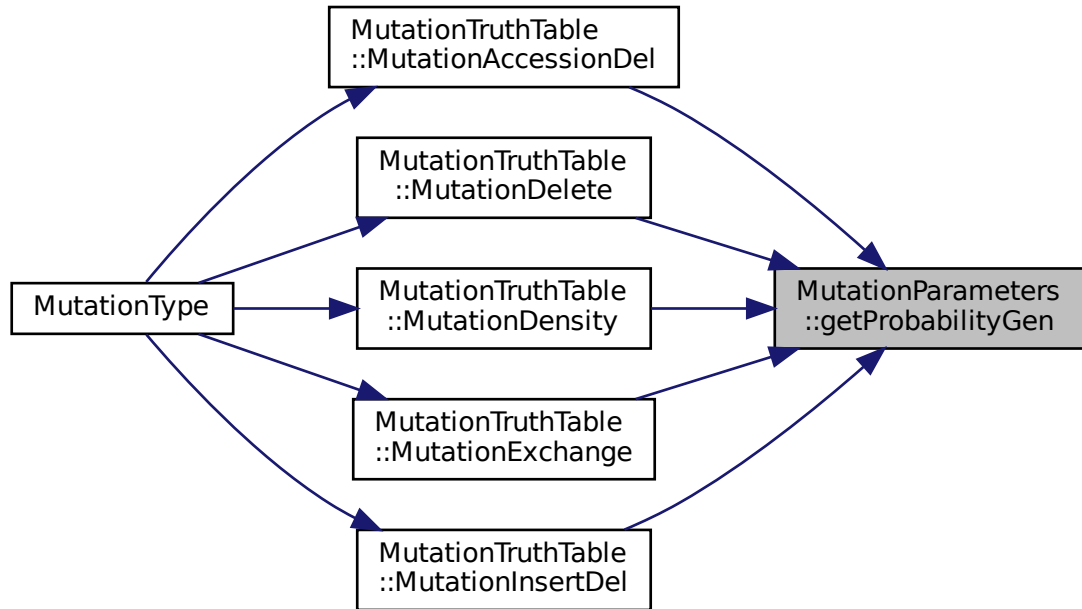 MutationTruthTable
::MutationAccessionDel
MutationTruthTable
::MutationDelete
MutationType
MutationTruthTable
::MutationDensity
MutationParameters
::getProbabilityGen
MutationTruthTable
::MutationExchange
MutationTruthTable
::MutationInsertDel